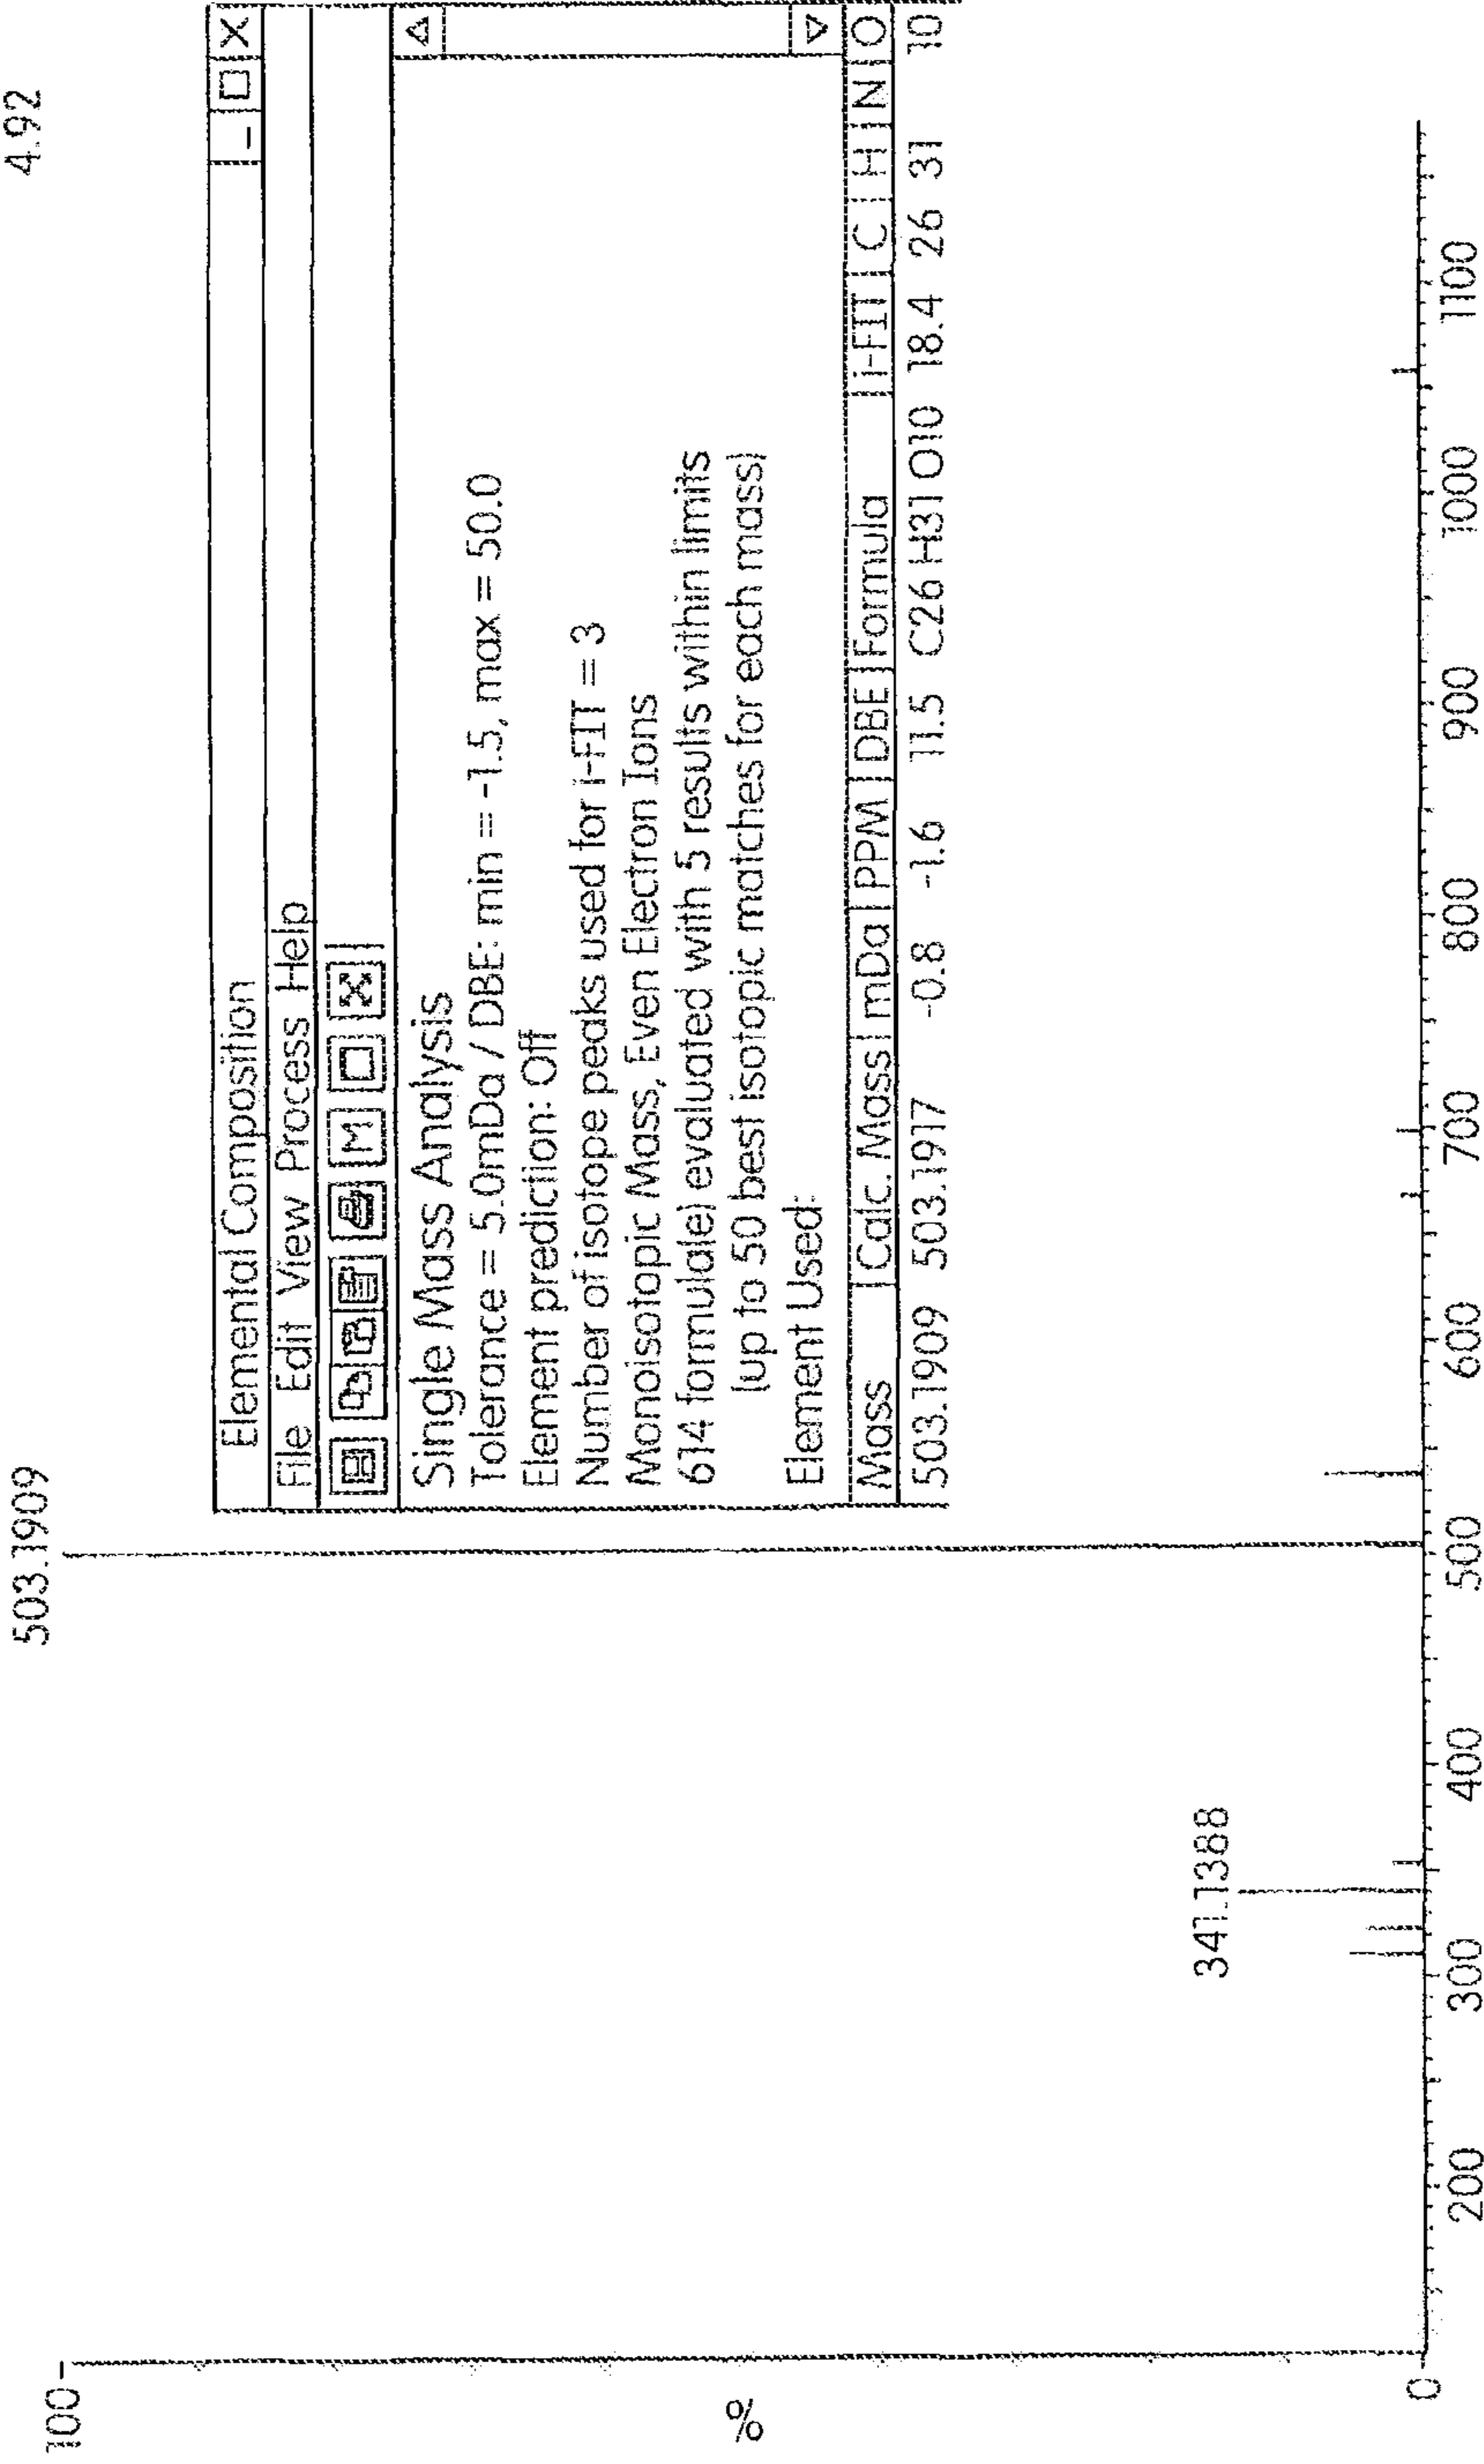 503.1909
4.92
100
%
0
Elemental Composition
File Edit View Process Help
M
Single Mass Analysis
Tolerance = 5.0mDa / DBE: min = -1.5, max = 50.0
Element prediction: Off
Number of isotope peaks used for i-FIT = 3
Monoisotopic Mass, Even Electron Ions
614 formula(e) evaluated with 5 results within limits
(up to 50 best isotopic matches for each mass)
Element Used:
Mass Calc. Mass mDa PPM DBE Formula i-FIT C H N O
503.1909 503.1917 -0.8 -1.6 11.5 C26 H31 O10 18.4 26 31 10
341.1388
200 300 400 500 600 700 800 900 1000 1100